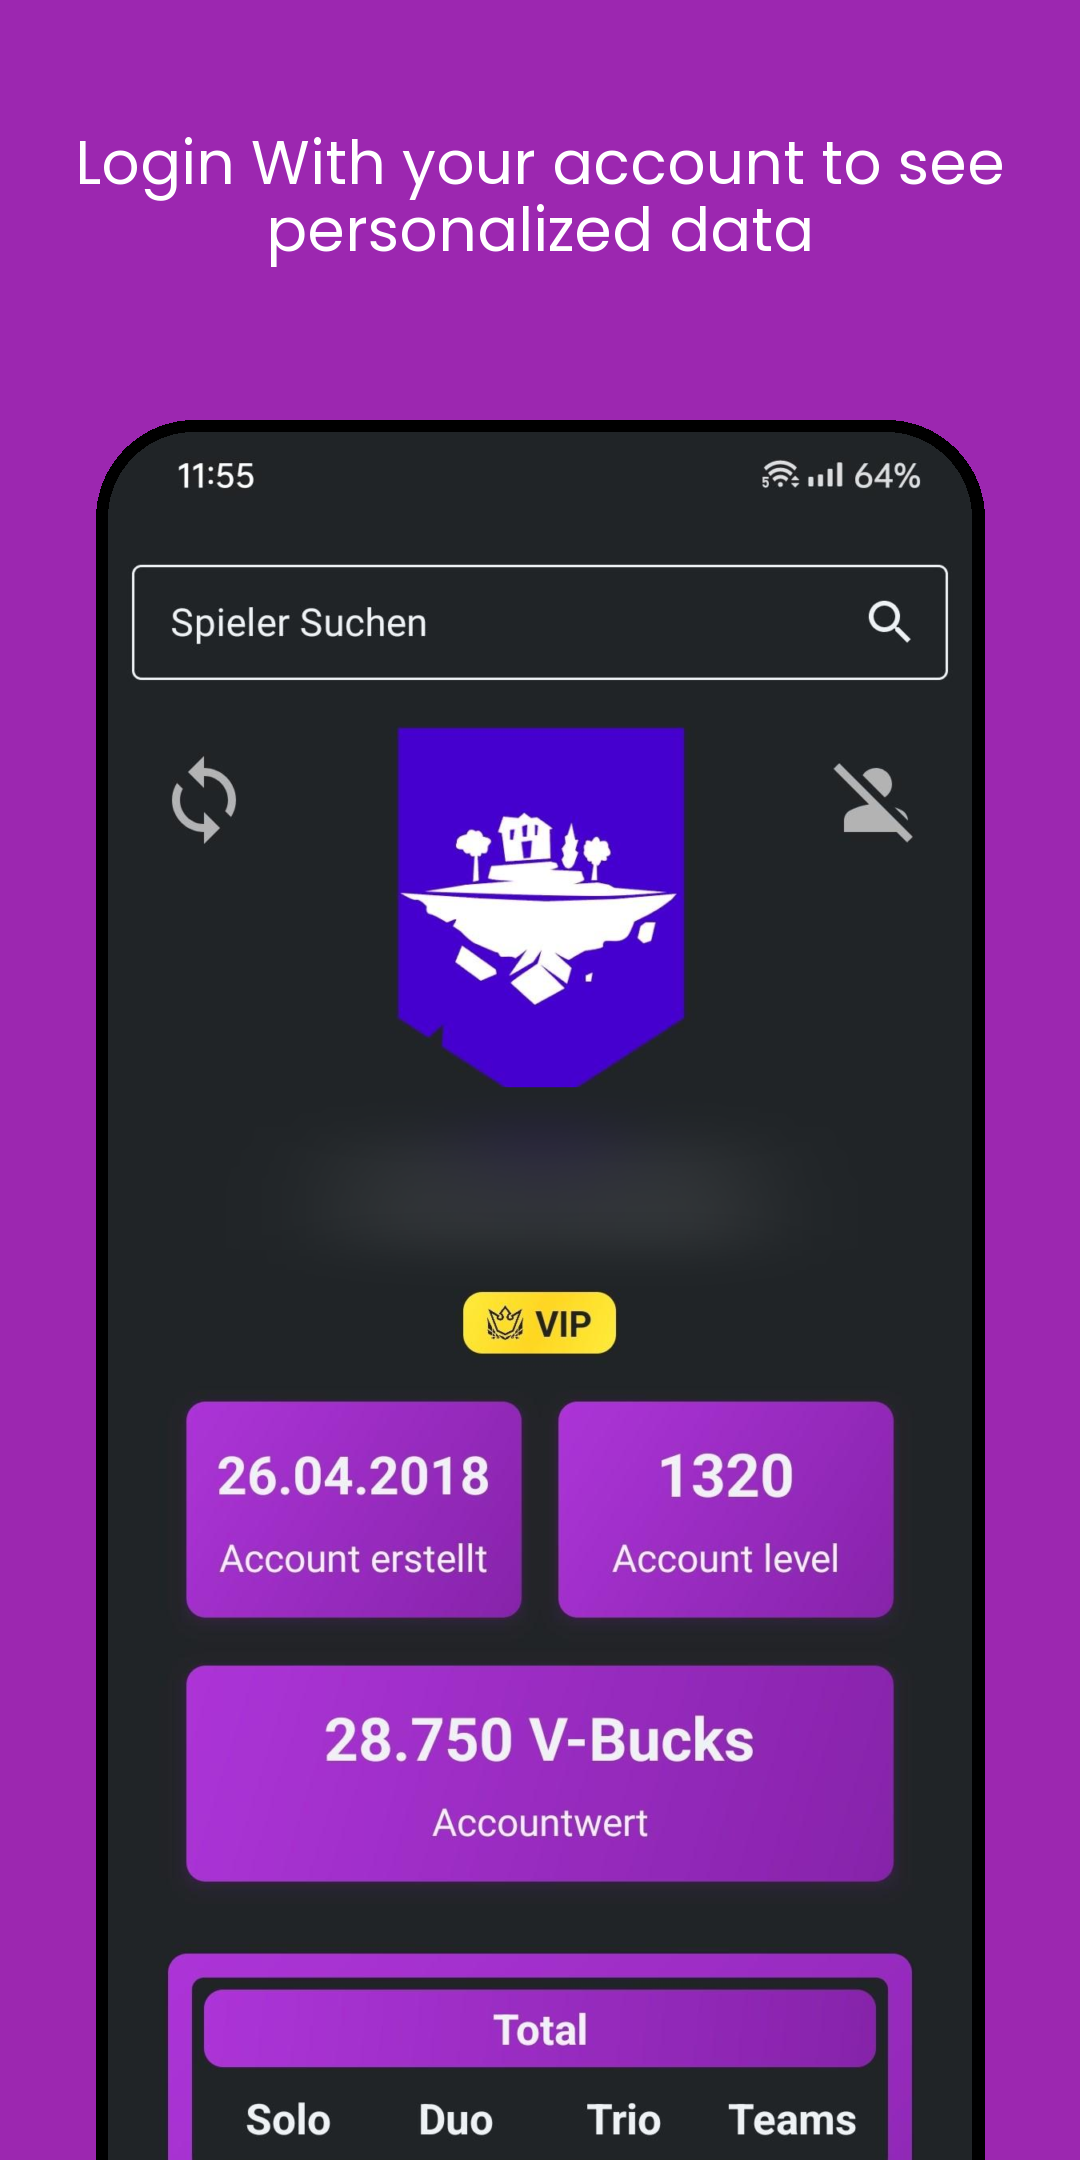 Login With your account to see
personalized data
11:55
5 64%
Spieler Suchen
VIP
26.04.2018
Account erstellt
1320
Account level
28.750 V-Bucks
Accountwert
Total
Solo Duo Trio Teams